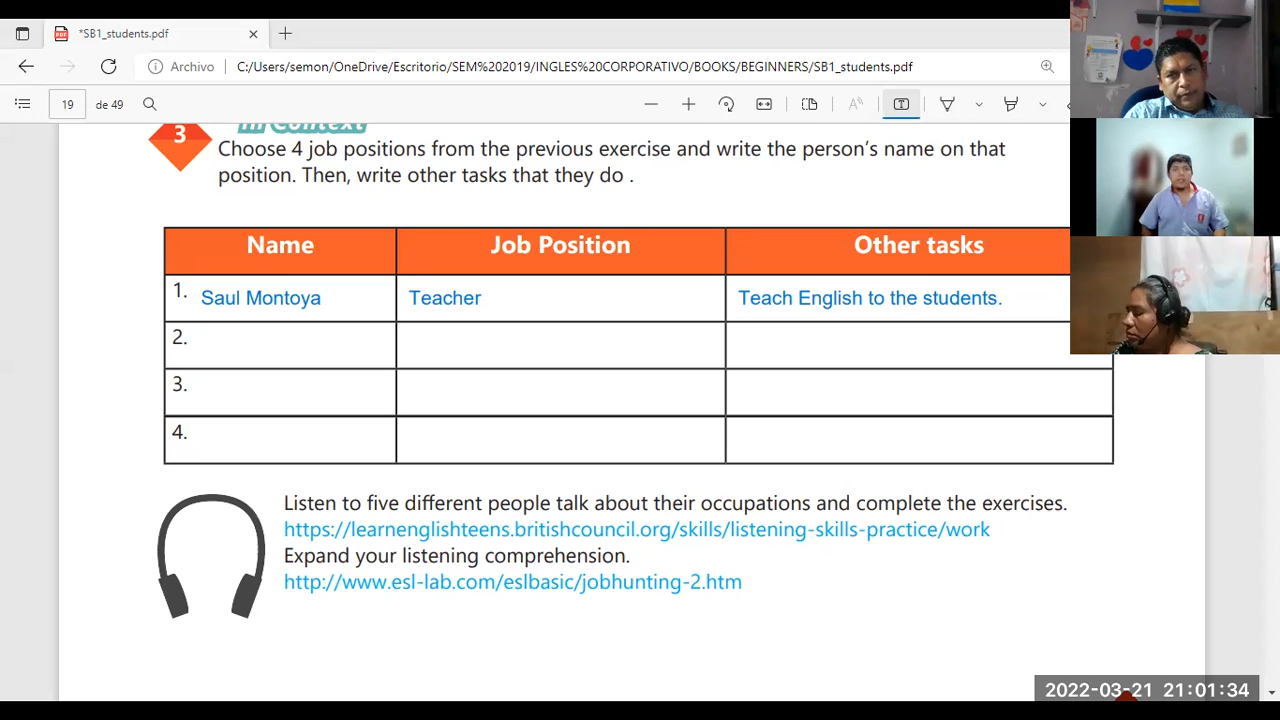 *SB1_students.pdf
Archivo C:/Users/semon/OneDrive/Escritorio/SEMI%202019/INGLES%20CORPORATIVO/BOOKS/BEGINNERS/SB1_students.pdf
19 de 49
In Context
3
Choose 4 job positions from the previous exercise and write the person's name on that
position. Then, write other tasks that they do .
Name Job Position Other tasks
1. Saul Montoya Teacher Teach English to the students.
2.
3.
4.
Listen to five different people talk about their occupations and complete the exercises.
https://learnenglishteens.britishcouncil.org/skills/listening-skills-practice/work
Expand your listening comprehension.
http://www.esl-lab.com/eslbasic/jobhunting-2.htm
2022-03-21 21:01:34